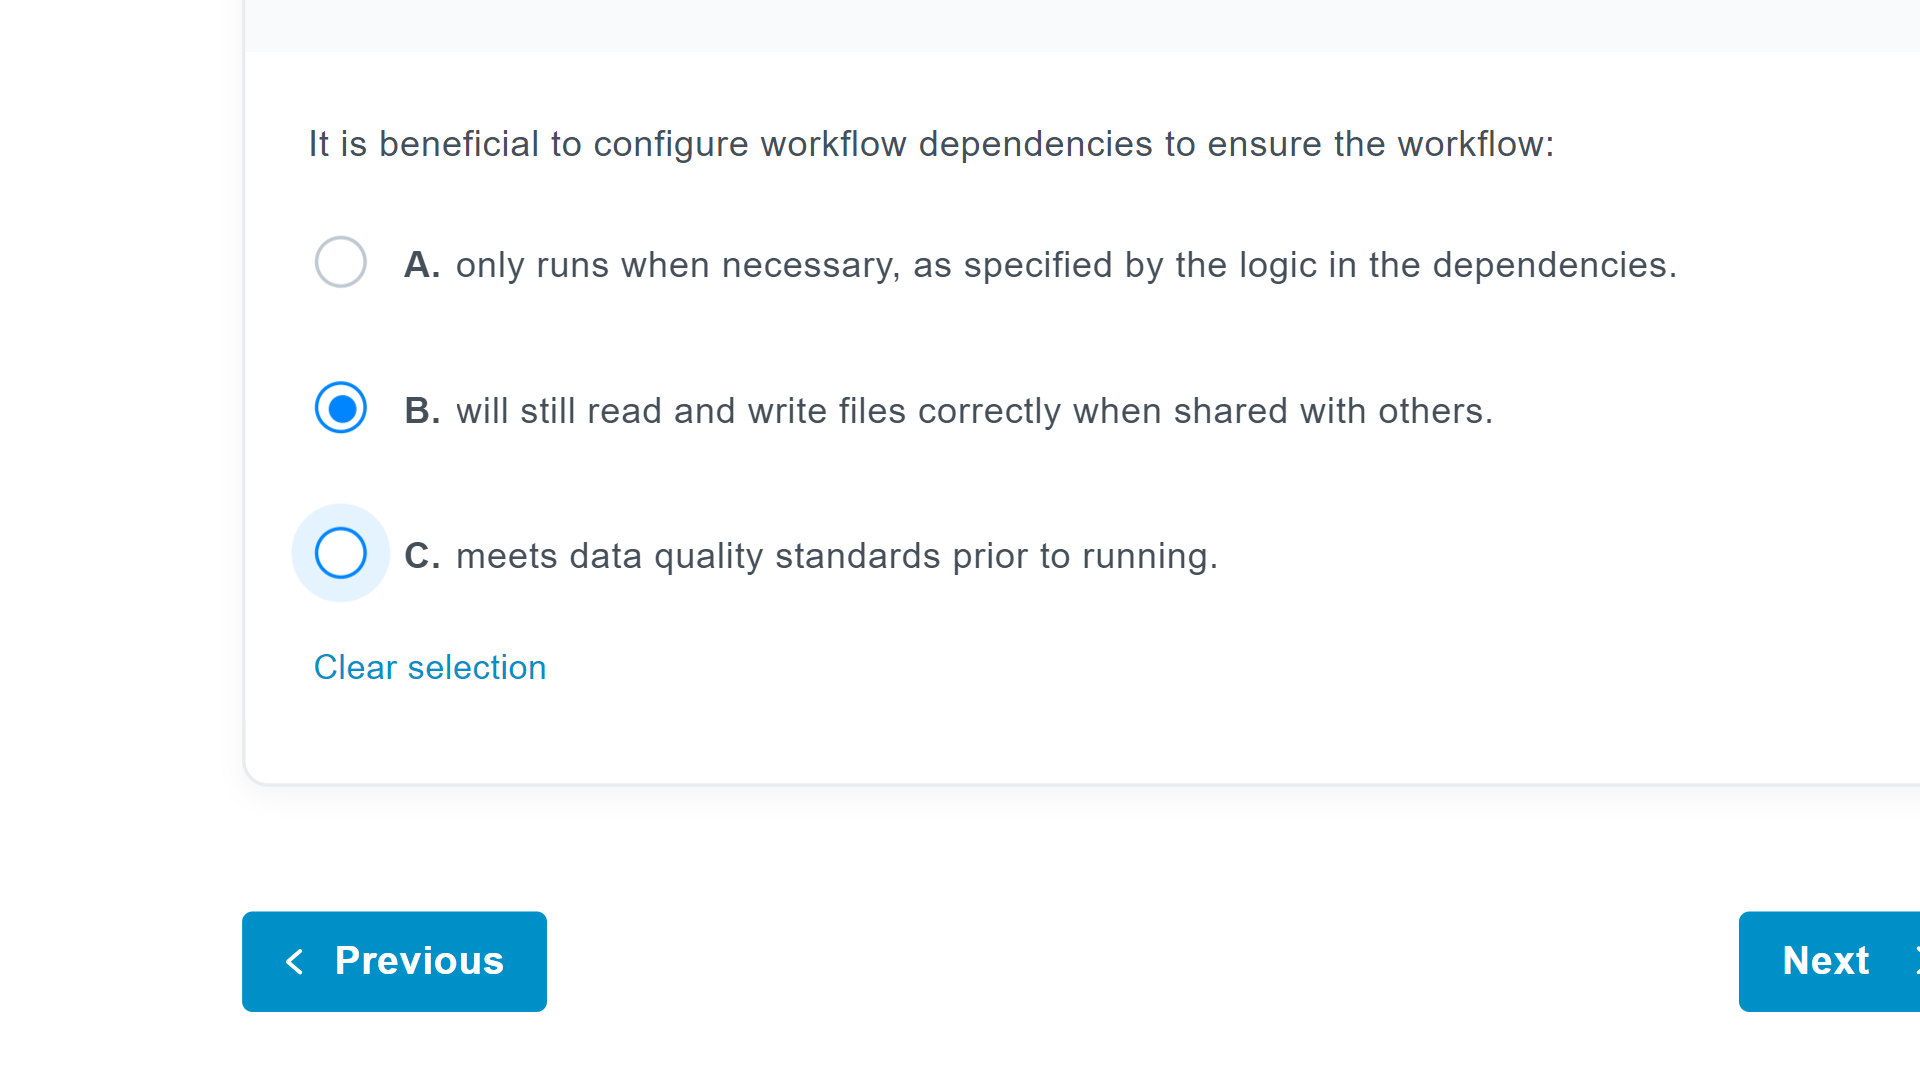 It is beneficial to configure workflow dependencies to ensure the workflow:
A. only runs when necessary, as specified by the logic in the dependencies.
B. will still read and write files correctly when shared with others.
C. meets data quality standards prior to running.
Clear selection
Previous
Next